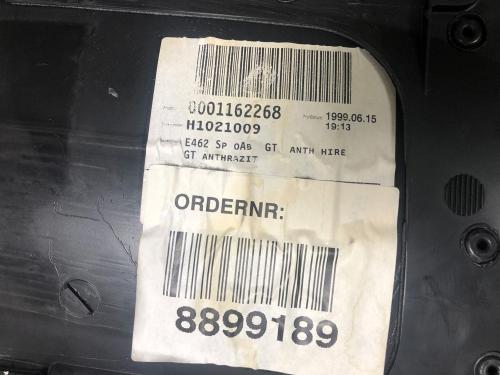 0001162268
1999.06.15
H1021009
19:13
E462 Sp oAb GT ANTH HIRE
GT ANTHRAZIT
ORDERNR:
8899189